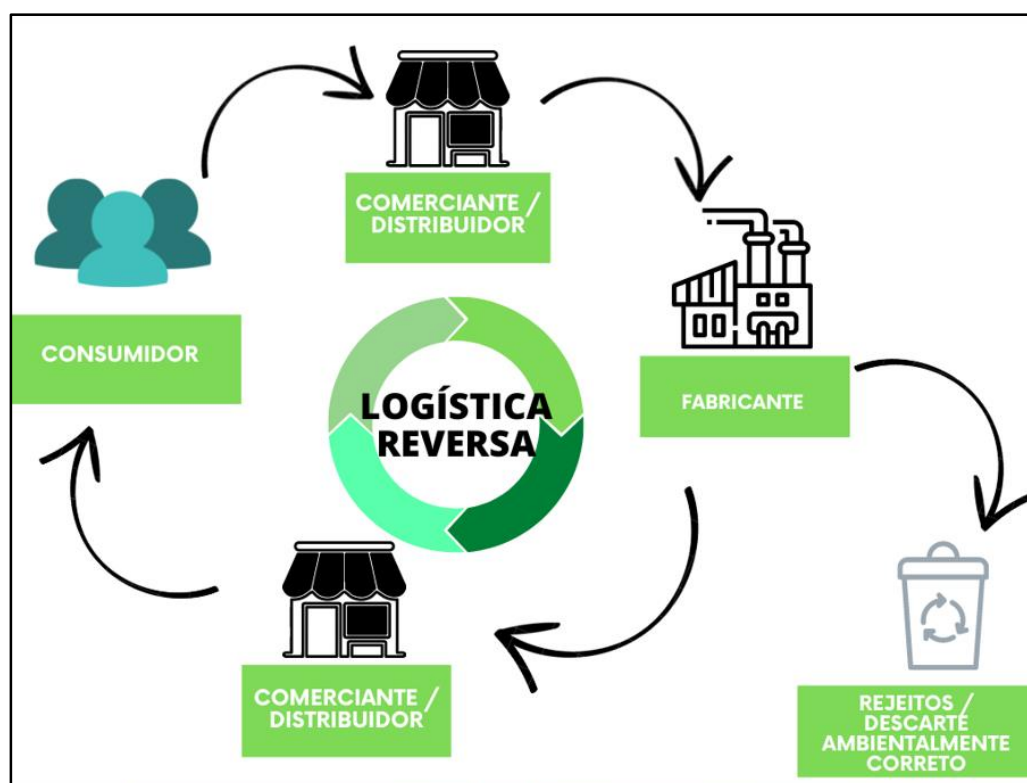 COMERCIANTE /
DISTRIBUIDOR
CONSUMIDOR
FABRICANTE
LOGÍSTICA
REVERSA
COMERCIANTE /
DISTRIBUIDOR
REJEITOS /
DESCARTE
AMBIENTALMENTE
CORRETO